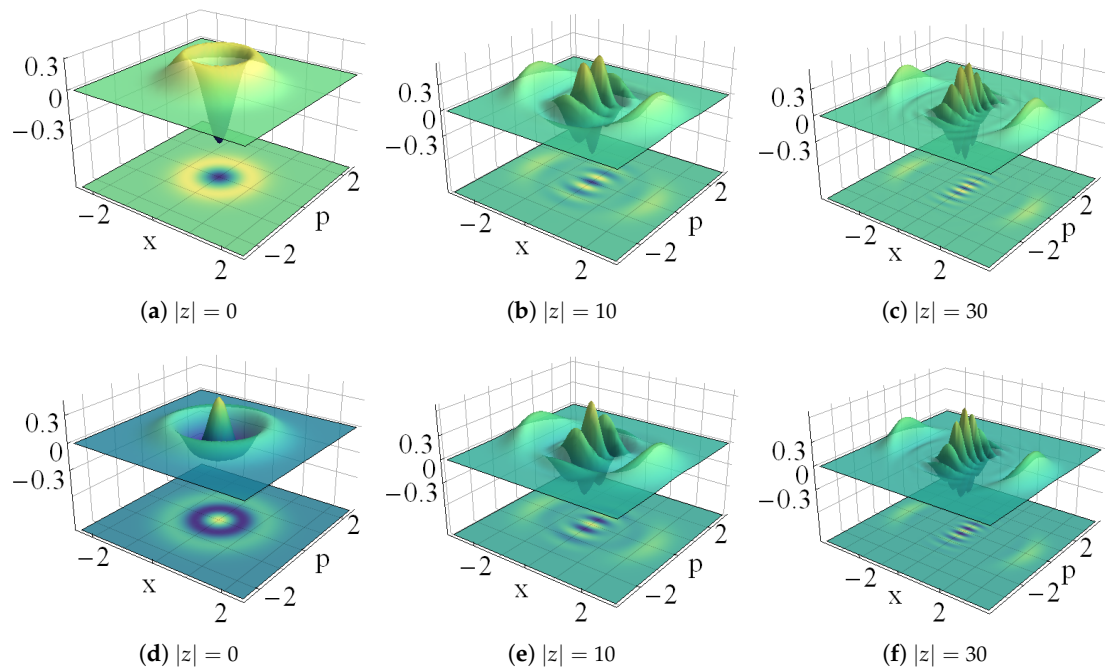 0.3
0
−0.3
−2
x
2
−2
p
2
(a) |z| = 0
0.3
0
−0.3
−2
x
2
−2
p
2
(b) |z| = 10
0.3
0
−0.3
−2
x
2
−2
p
2
(c) |z| = 30
0.3
0
−0.3
−2
x
2
−2
p
2
(d) |z| = 0
0.3
0
−0.3
−2
x
2
−2
p
2
(e) |z| = 10
0.3
0
−0.3
−2
x
2
−2
p
2
(f) |z| = 30